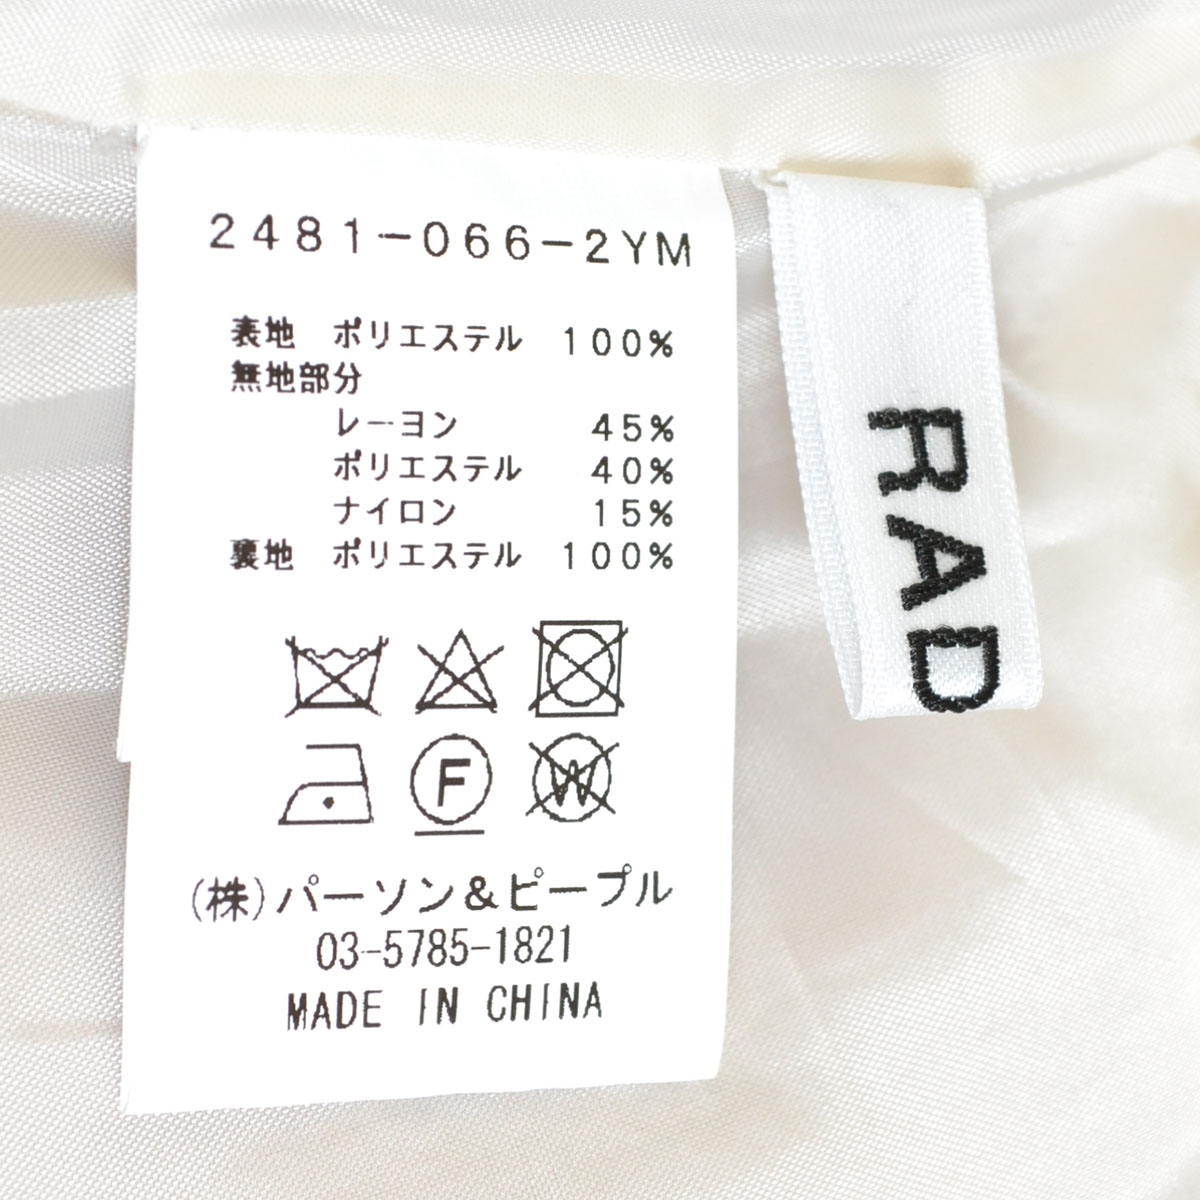 2481-066-2YM
表地 ポリエステル 100%
無地部分
レーヨン 45%
ポリエステル 40%
ナイロン 15%
裏地 ポリエステル 100%
F
W
(株)パーソン&ピープル
03-5785-1821
MADE IN CHINA
RAD